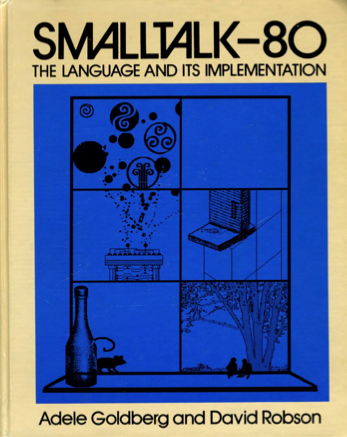 SMALLTALK–80
THE LANGUAGE AND ITS IMPLEMENTATION
Adele Goldberg and David Robson